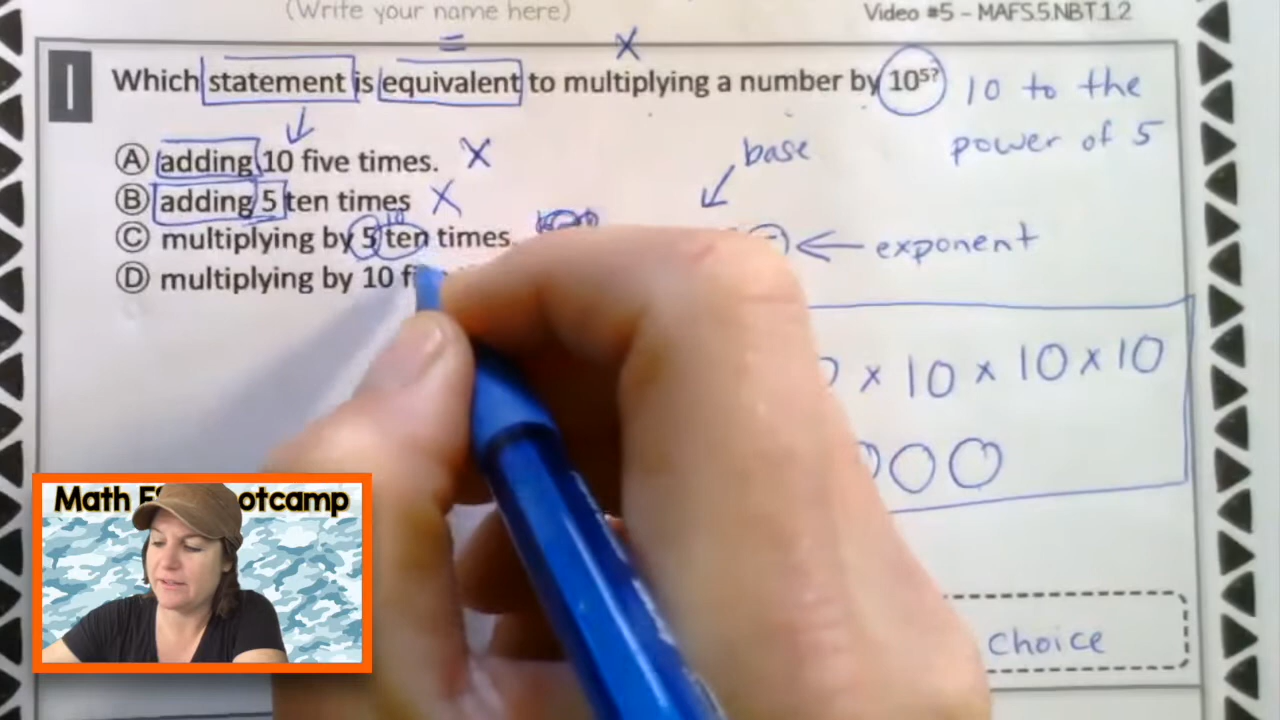 (Write your name here)
Video #5 - MAFS.5.NBT.1.2
=
X
1
Which statement is equivalent to multiplying a number by 10⁵?
10 to the
power of 5
A adding 10 five times. X
B adding 5 ten times X
10
C multiplying by 5 ten times.
D multiplying by 10
base
exponent
x 10 x 10 x 10
000
Choice
Math
otcamp